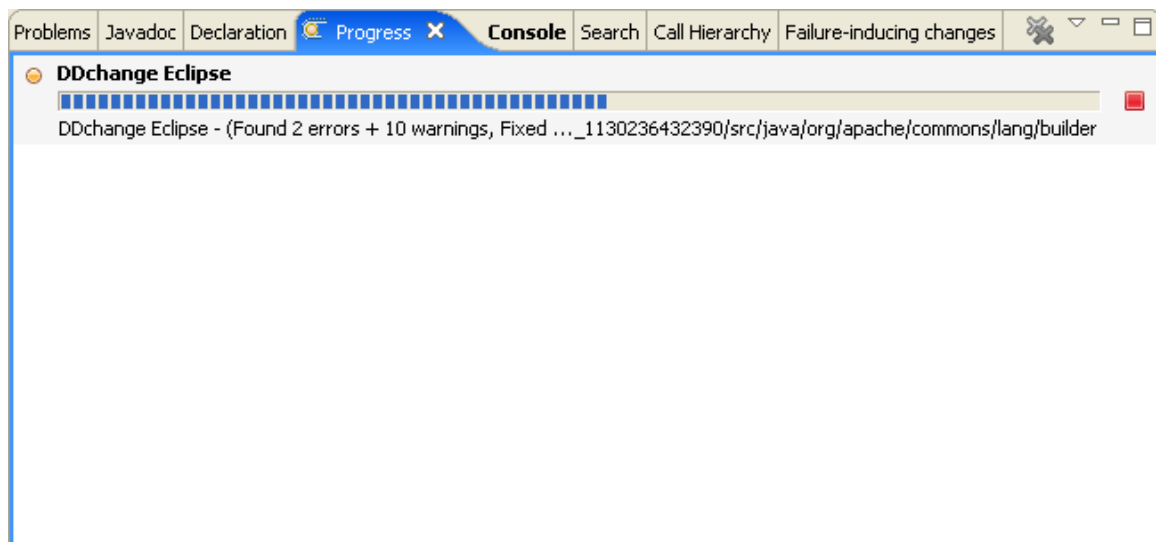 Problems Javadoc Declaration Progress Console Search Call Hierarchy Failure-inducing changes
DDchange Eclipse
DDchange Eclipse - (Found 2 errors + 10 warnings, Fixed ..._1130236432390/src/java/org/apache/commons/lang/builder